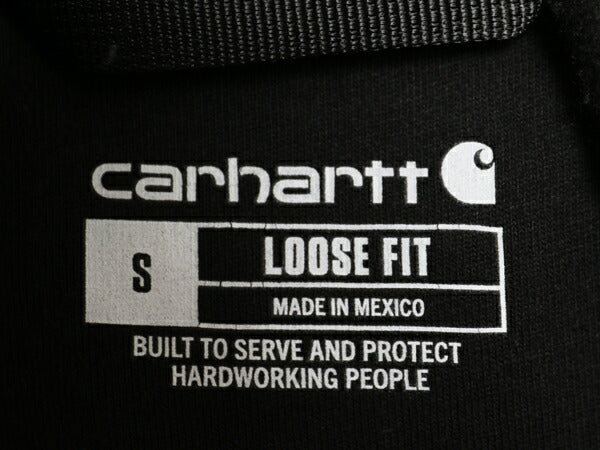 carhartt
S
LOOSE FIT
MADE IN MEXICO
BUILT TO SERVE AND PROTECT
HARDWORKING PEOPLE